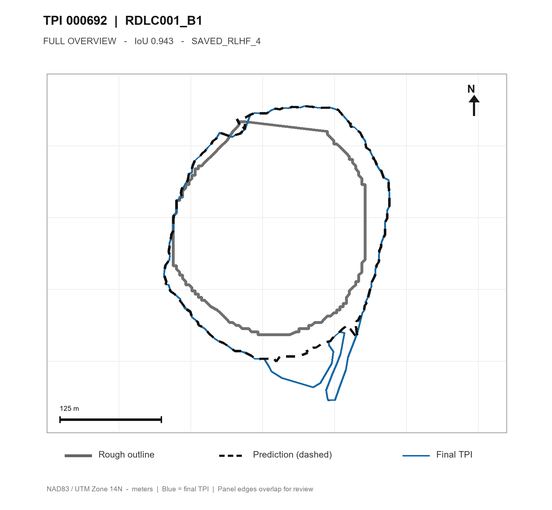 TPI 000692 | RDLC001_B1
FULL OVERVIEW - IoU 0.943 - SAVED_RLHF_4
N
125 m
Rough outline Prediction (dashed) Final TPI
NAD83 / UTM Zone 14N - meters | Blue = final TPI | Panel edges overlap for review